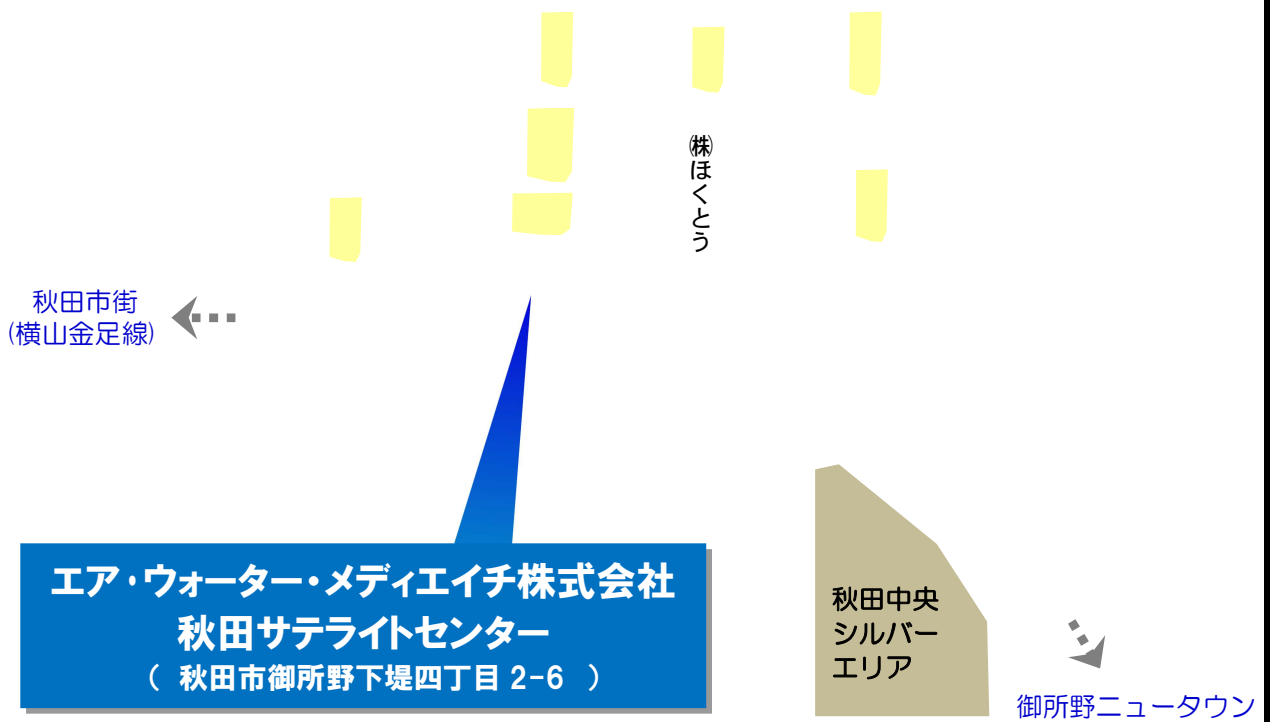 ㈱ほくとう
秋田市街
(横山金足線)
エア・ウォーター・メディエイチ株式会社
秋田サテライトセンター
( 秋田市御所野下堤四丁目 2-6 )
秋田中央
シルバー
エリア
御所野ニュータウン